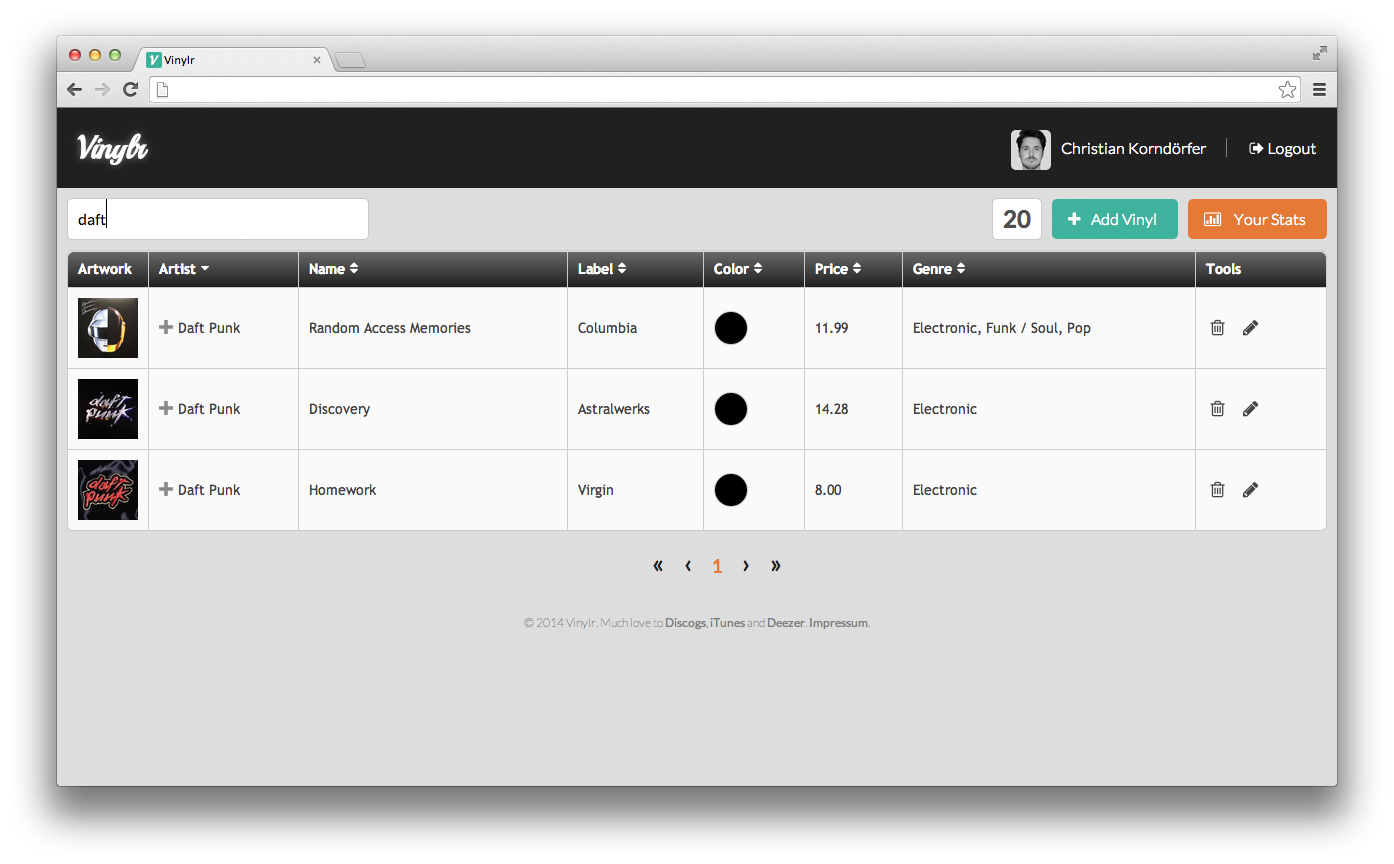 Vinylr
Vinylr
Christian Korndörfer
Logout
daft
20
Add Vinyl
Your Stats
Artwork Artist Name Label Color Price Genre Tools
Daft Punk Random Access Memories Columbia 11.99 Electronic, Funk / Soul, Pop
daft punk Daft Punk Discovery Astralwerks 14.28 Electronic
daft punk Daft Punk Homework Virgin 8.00 Electronic
« ‹ 1 › »
© 2014 Vinylr. Much love to Discogs, iTunes and Deezer. Impressum.